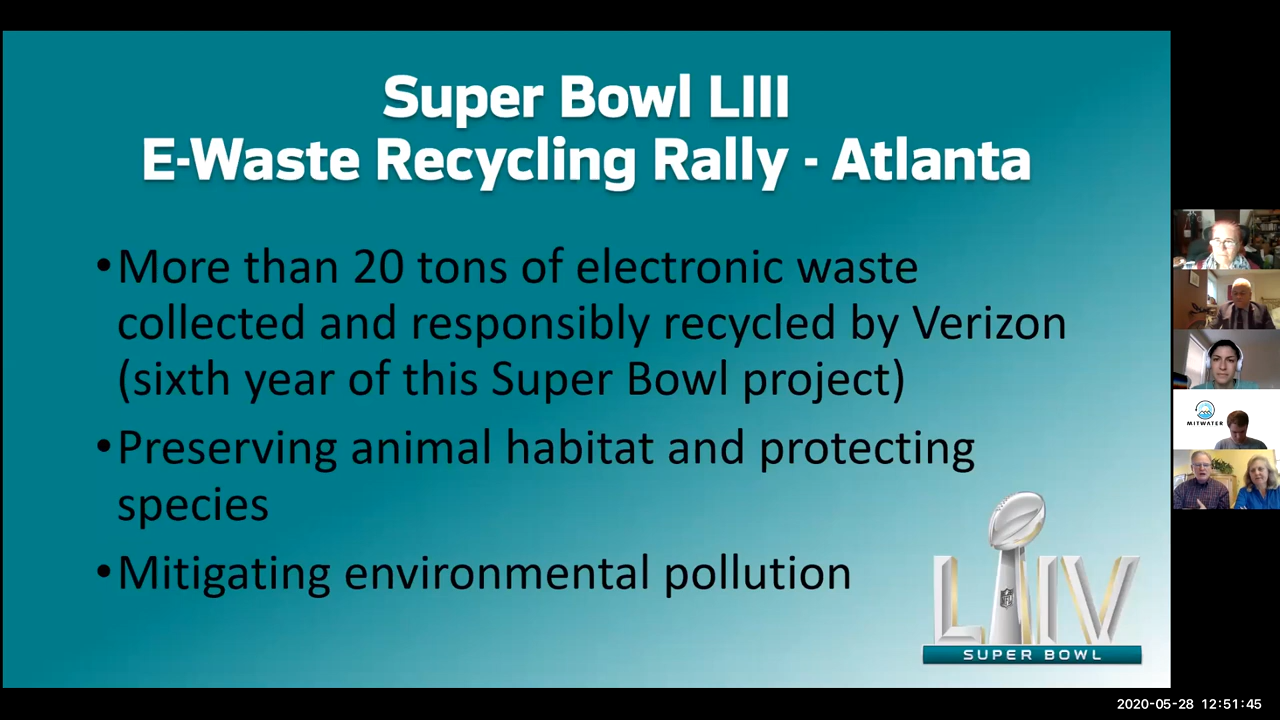 Super Bowl LIII
E-Waste Recycling Rally - Atlanta
•More than 20 tons of electronic waste
collected and responsibly recycled by Verizon
(sixth year of this Super Bowl project)
•Preserving animal habitat and protecting
species
•Mitigating environmental pollution
LIV
NFL
SUPER BOWL
MITWATER
2020-05-28 12:51:45